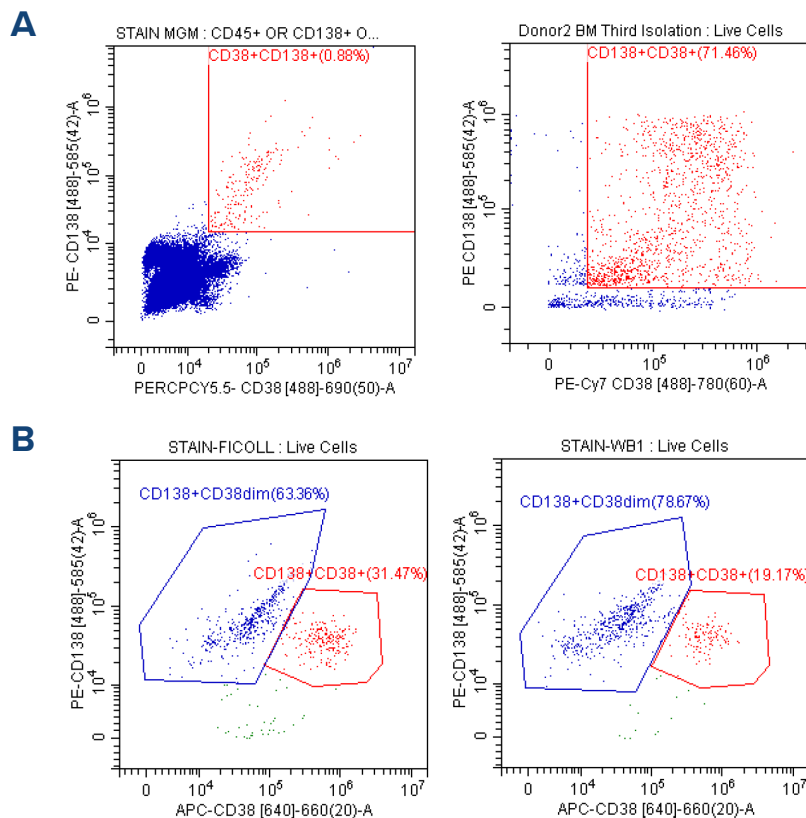 A
STAIN MGM : CD45+ OR CD138+ O...
CD38+CD138+(0.88%)
PE- CD138 [488]-585(42)-A
10^6
10^5
10^4
0
0
10^4
10^5
10^6
10^7
PERCPCY5.5- CD38 [488]-690(50)-A
Donor2 BM Third Isolation : Live Cells
CD138+CD38+(71.46%)
PE CD138 [488]-585(42)-A
10^6
10^5
0
0
10^5
10^6
PE-Cy7 CD38 [488]-780(60)-A
B
STAIN-FICOLL : Live Cells
CD138+CD38dim(63.36%)
CD138+CD38+(31.47%)
PE-CD138 [488]-585(42)-A
10^6
10^5
10^4
0
0
10^4
10^5
10^6
10^7
APC-CD38 [640]-660(20)-A
STAIN-WB1 : Live Cells
CD138+CD38dim(78.67%)
CD138+CD38+(19.17%)
PE-CD138 [488]-585(42)-A
10^6
10^5
10^4
0
0
10^4
10^5
10^6
10^7
APC-CD38 [640]-660(20)-A